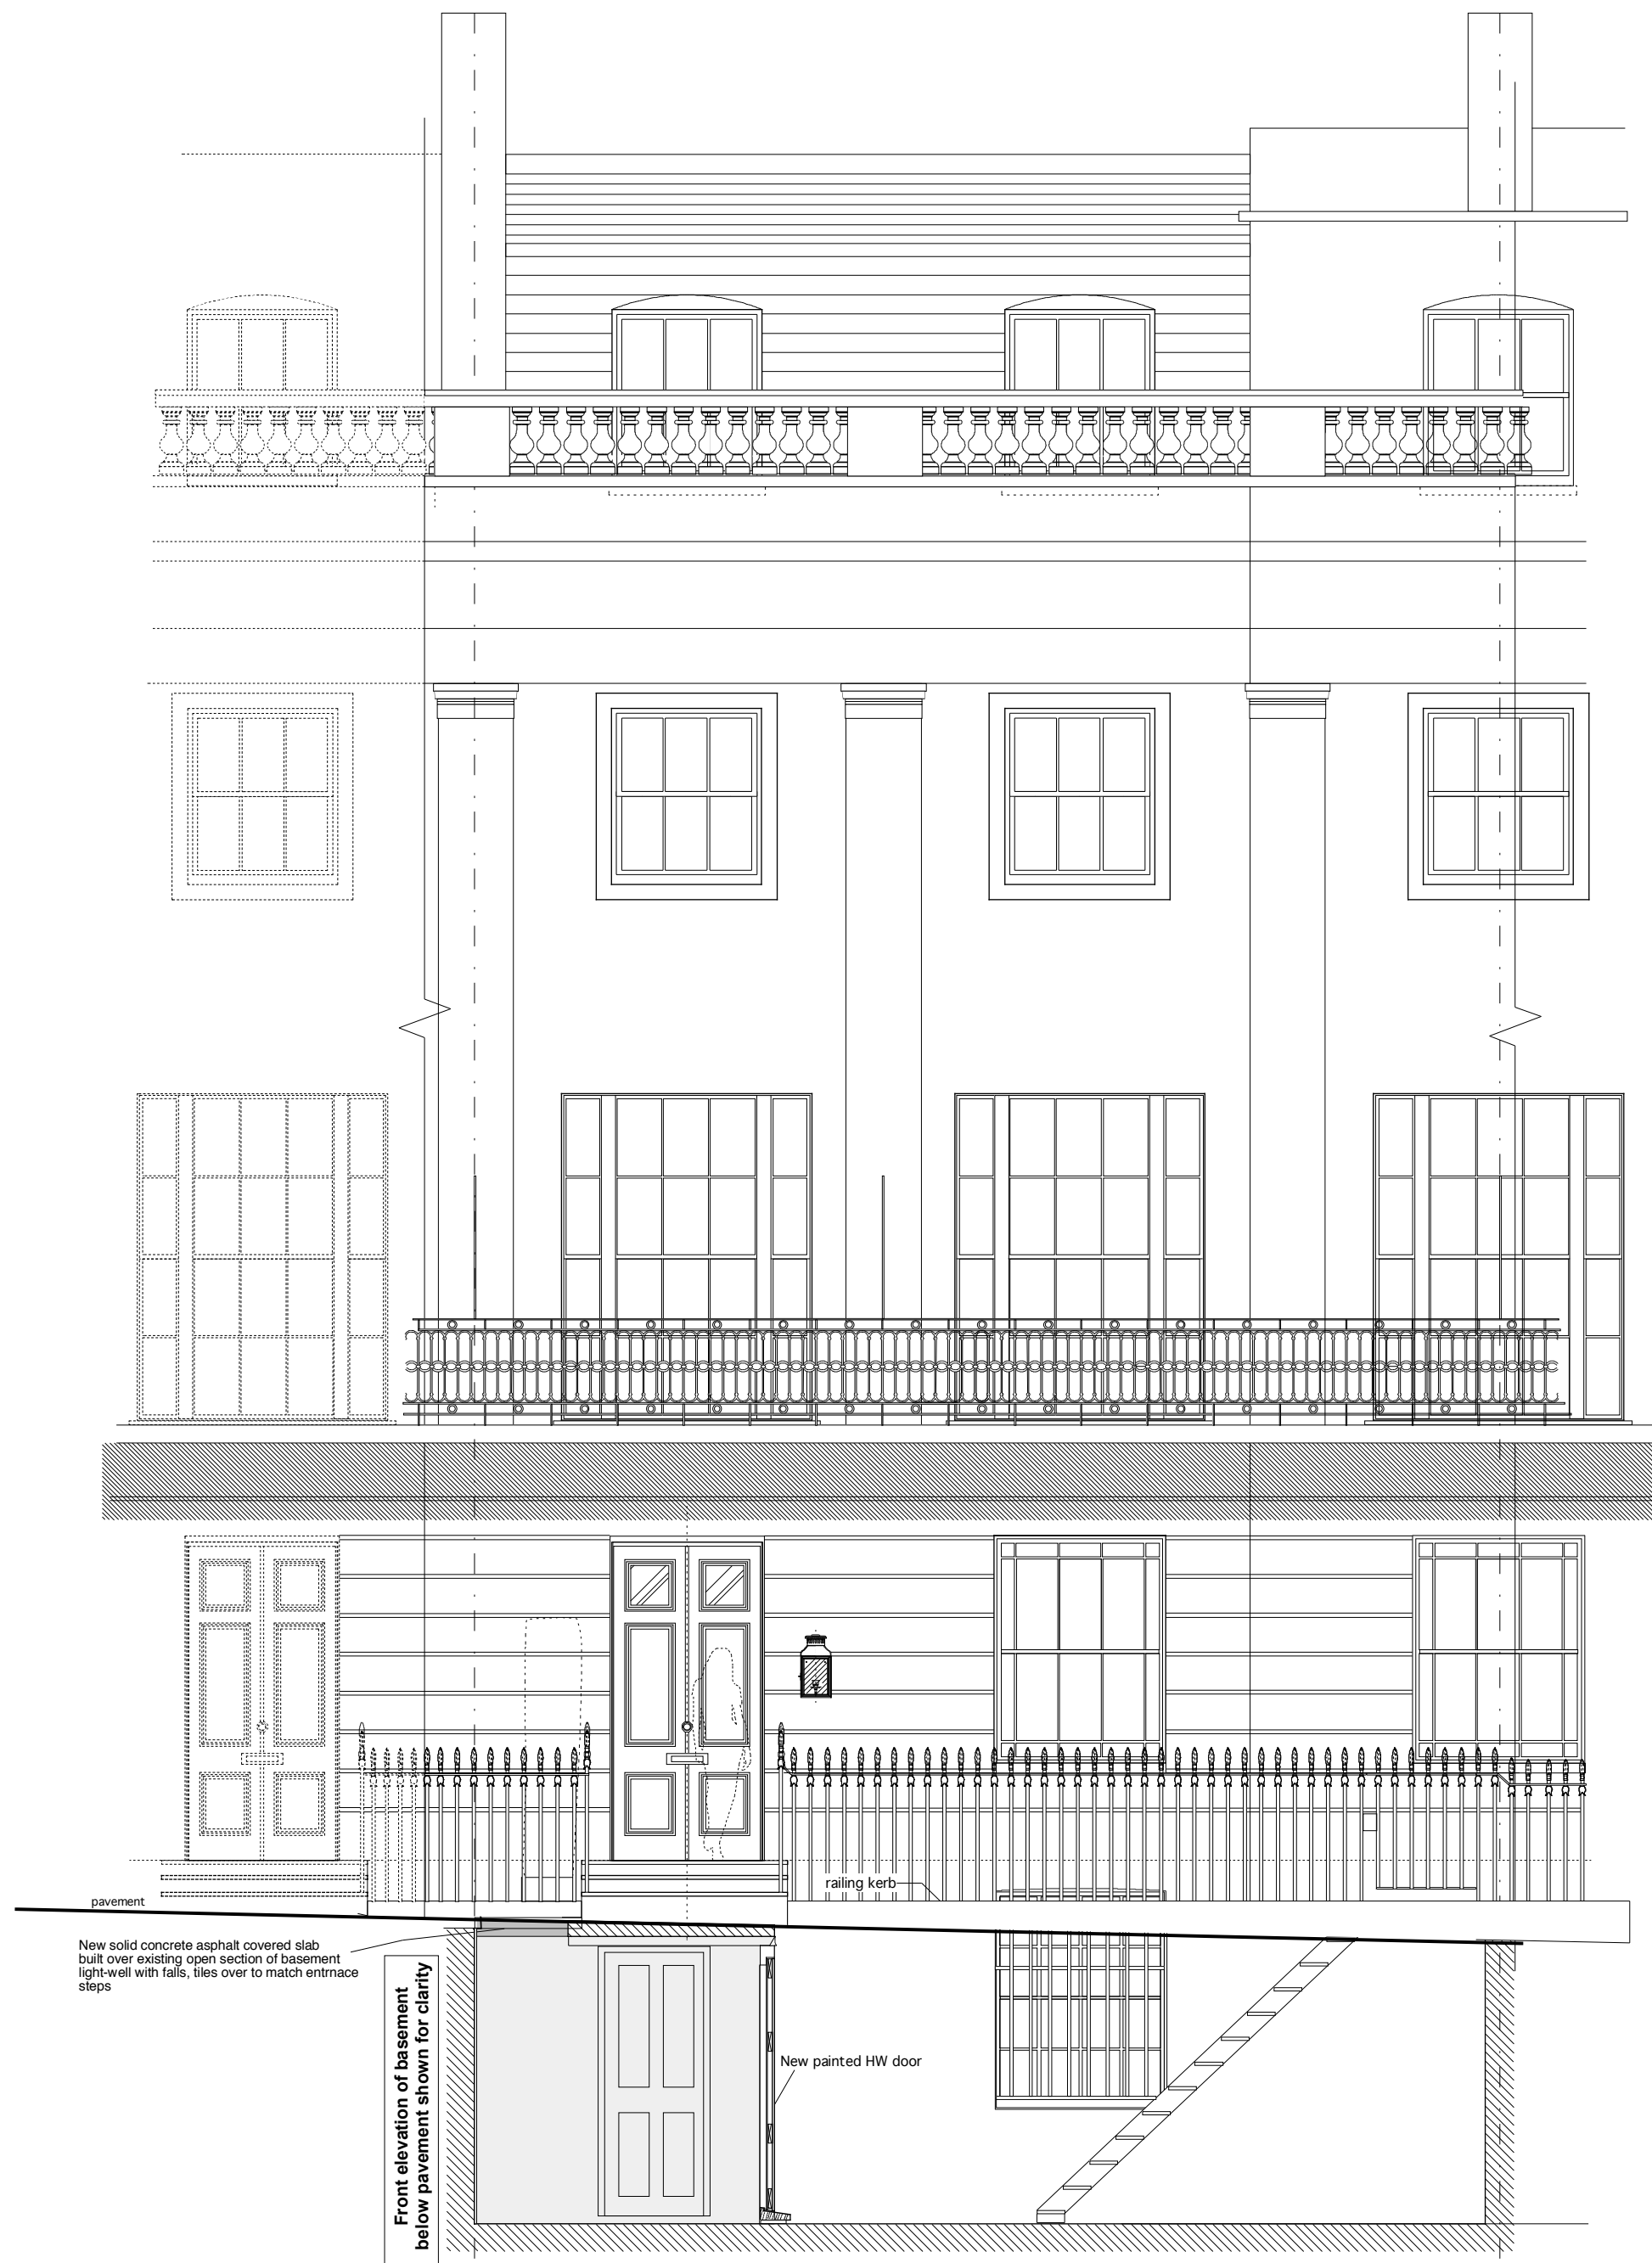 railing kerb
pavement
New solid concrete asphalt covered slab
built over existing open section of basement
light-well with falls, tiles over to match entrnace
steps
Front elevation of basement
below pavement shown for clarity
New painted HW door